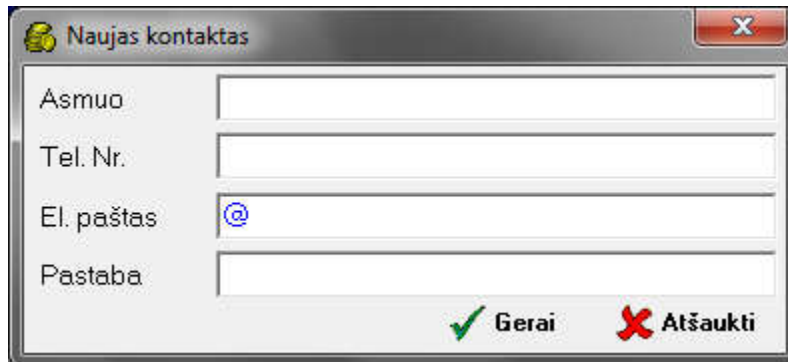 Naujas kontaktas
Asmuo
Tel. Nr.
El. paštas @
Pastaba
Gerai Atšaukti